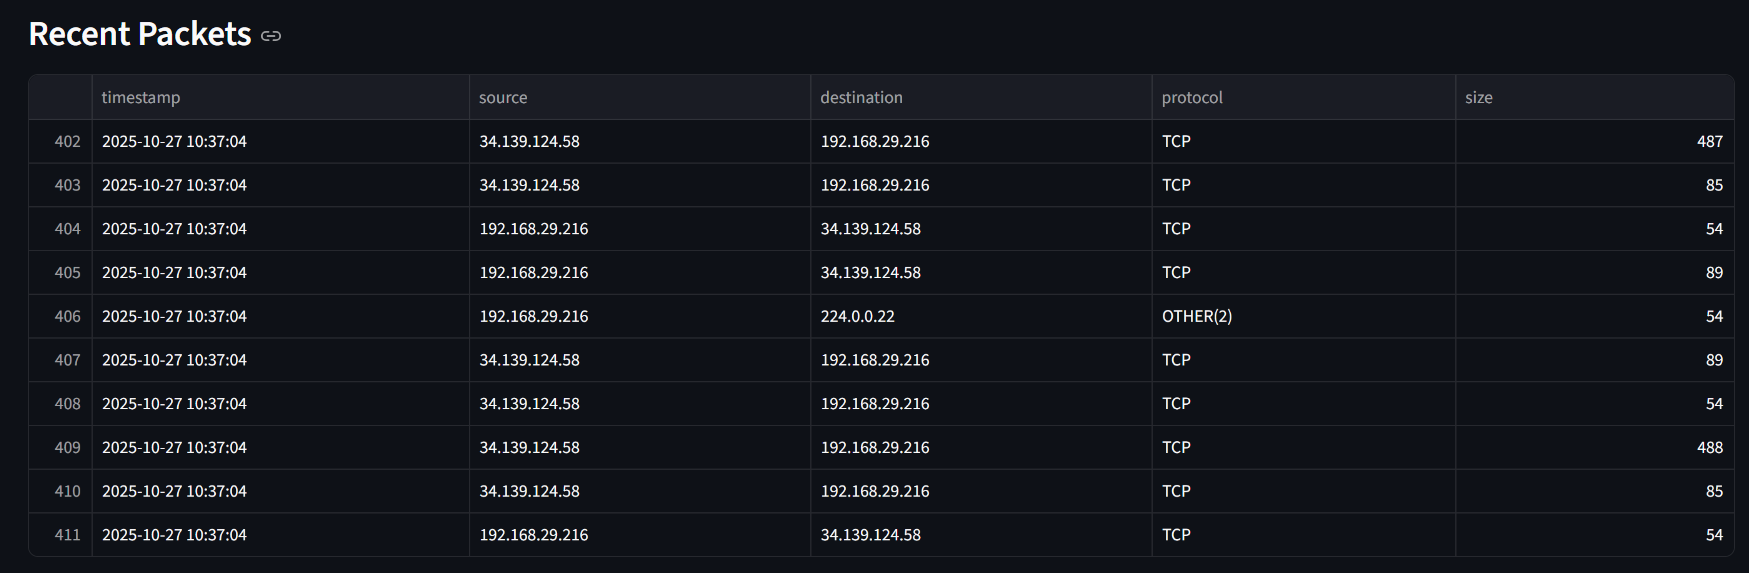 Recent Packets
timestamp source destination protocol size
402 2025-10-27 10:37:04 34.139.124.58 192.168.29.216 TCP 487
403 2025-10-27 10:37:04 34.139.124.58 192.168.29.216 TCP 85
404 2025-10-27 10:37:04 192.168.29.216 34.139.124.58 TCP 54
405 2025-10-27 10:37:04 192.168.29.216 34.139.124.58 TCP 89
406 2025-10-27 10:37:04 192.168.29.216 224.0.0.22 OTHER(2) 54
407 2025-10-27 10:37:04 34.139.124.58 192.168.29.216 TCP 89
408 2025-10-27 10:37:04 34.139.124.58 192.168.29.216 TCP 54
409 2025-10-27 10:37:04 34.139.124.58 192.168.29.216 TCP 488
410 2025-10-27 10:37:04 34.139.124.58 192.168.29.216 TCP 85
411 2025-10-27 10:37:04 192.168.29.216 34.139.124.58 TCP 54